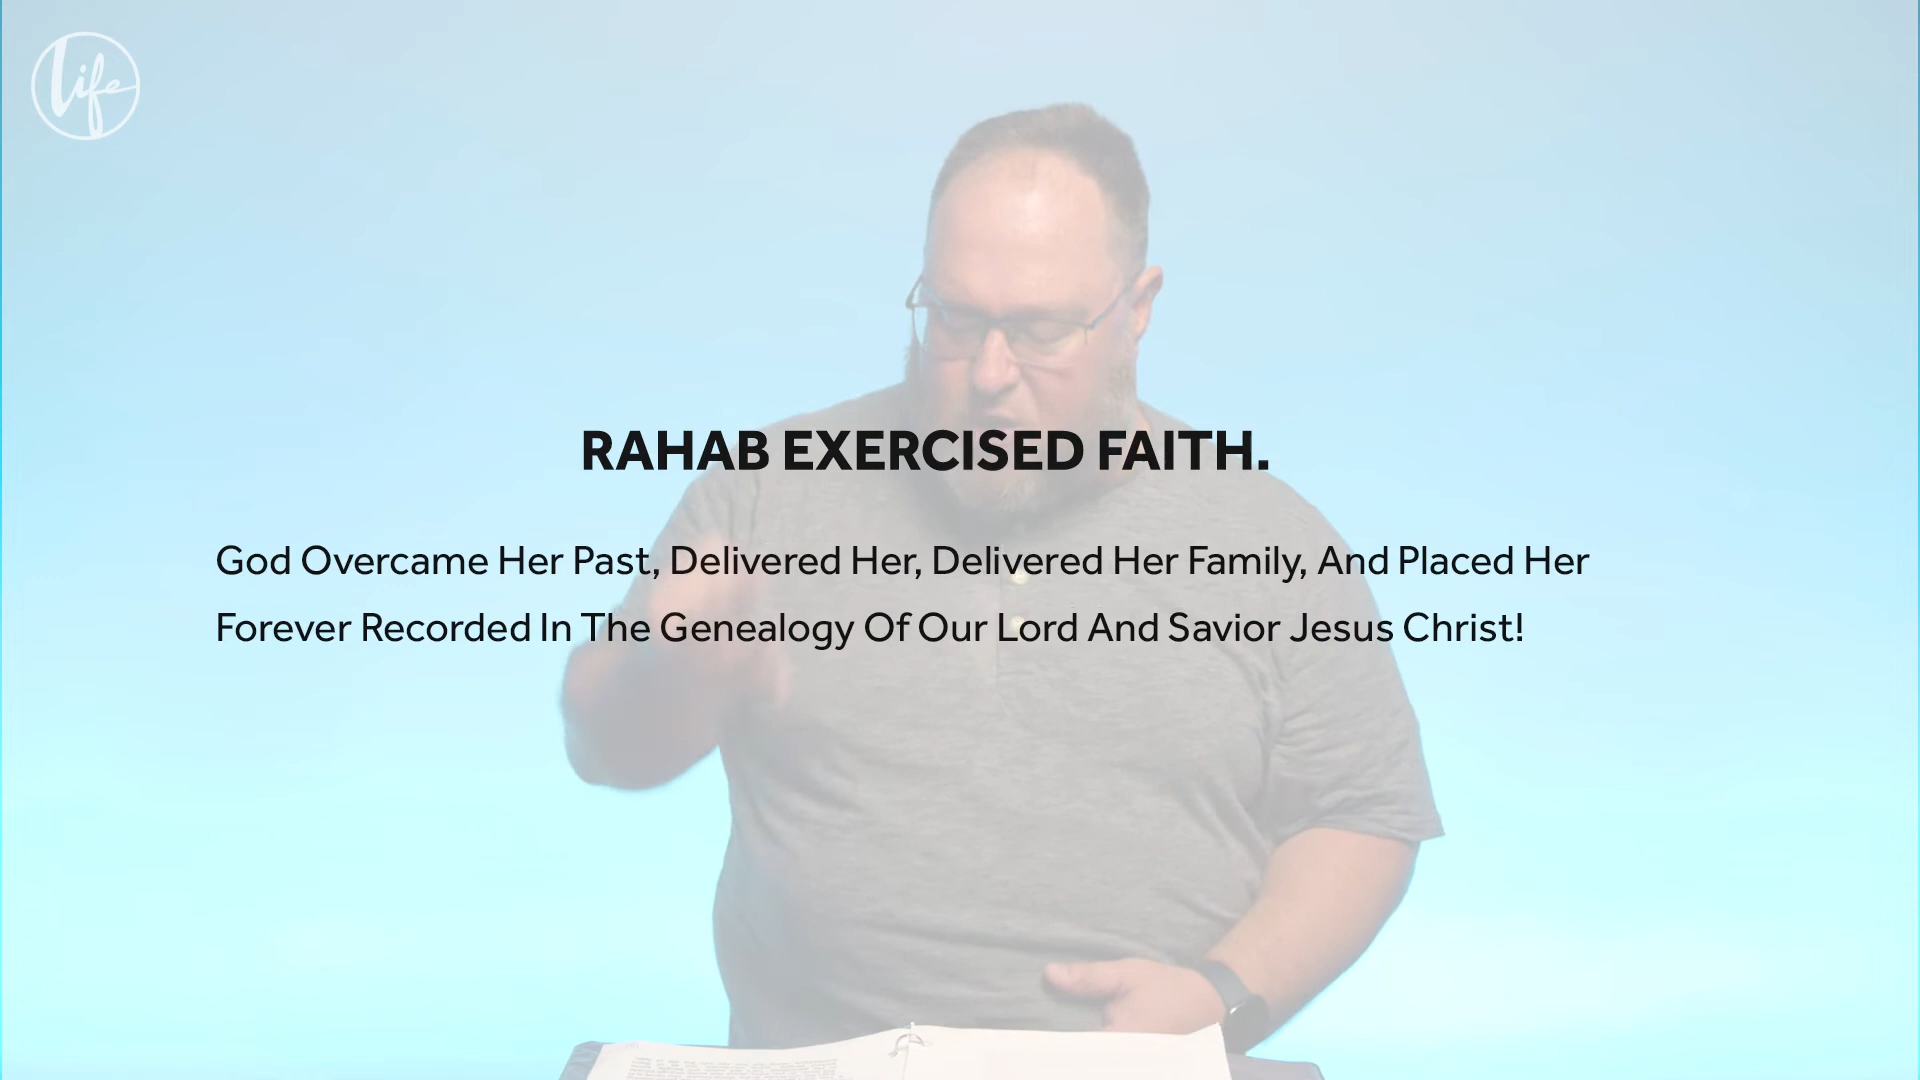 Life
RAHAB EXERCISED FAITH.
God Overcame Her Past, Delivered Her, Delivered Her Family, And Placed Her
Forever Recorded In The Genealogy Of Our Lord And Savior Jesus Christ!